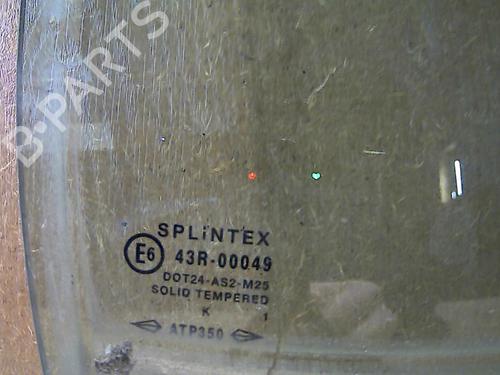 B-PARTS
SPLiNTEX
E6 43R-00049
DOT24-AS2-M25
SOLID TEMPERED
K 1
ATP350